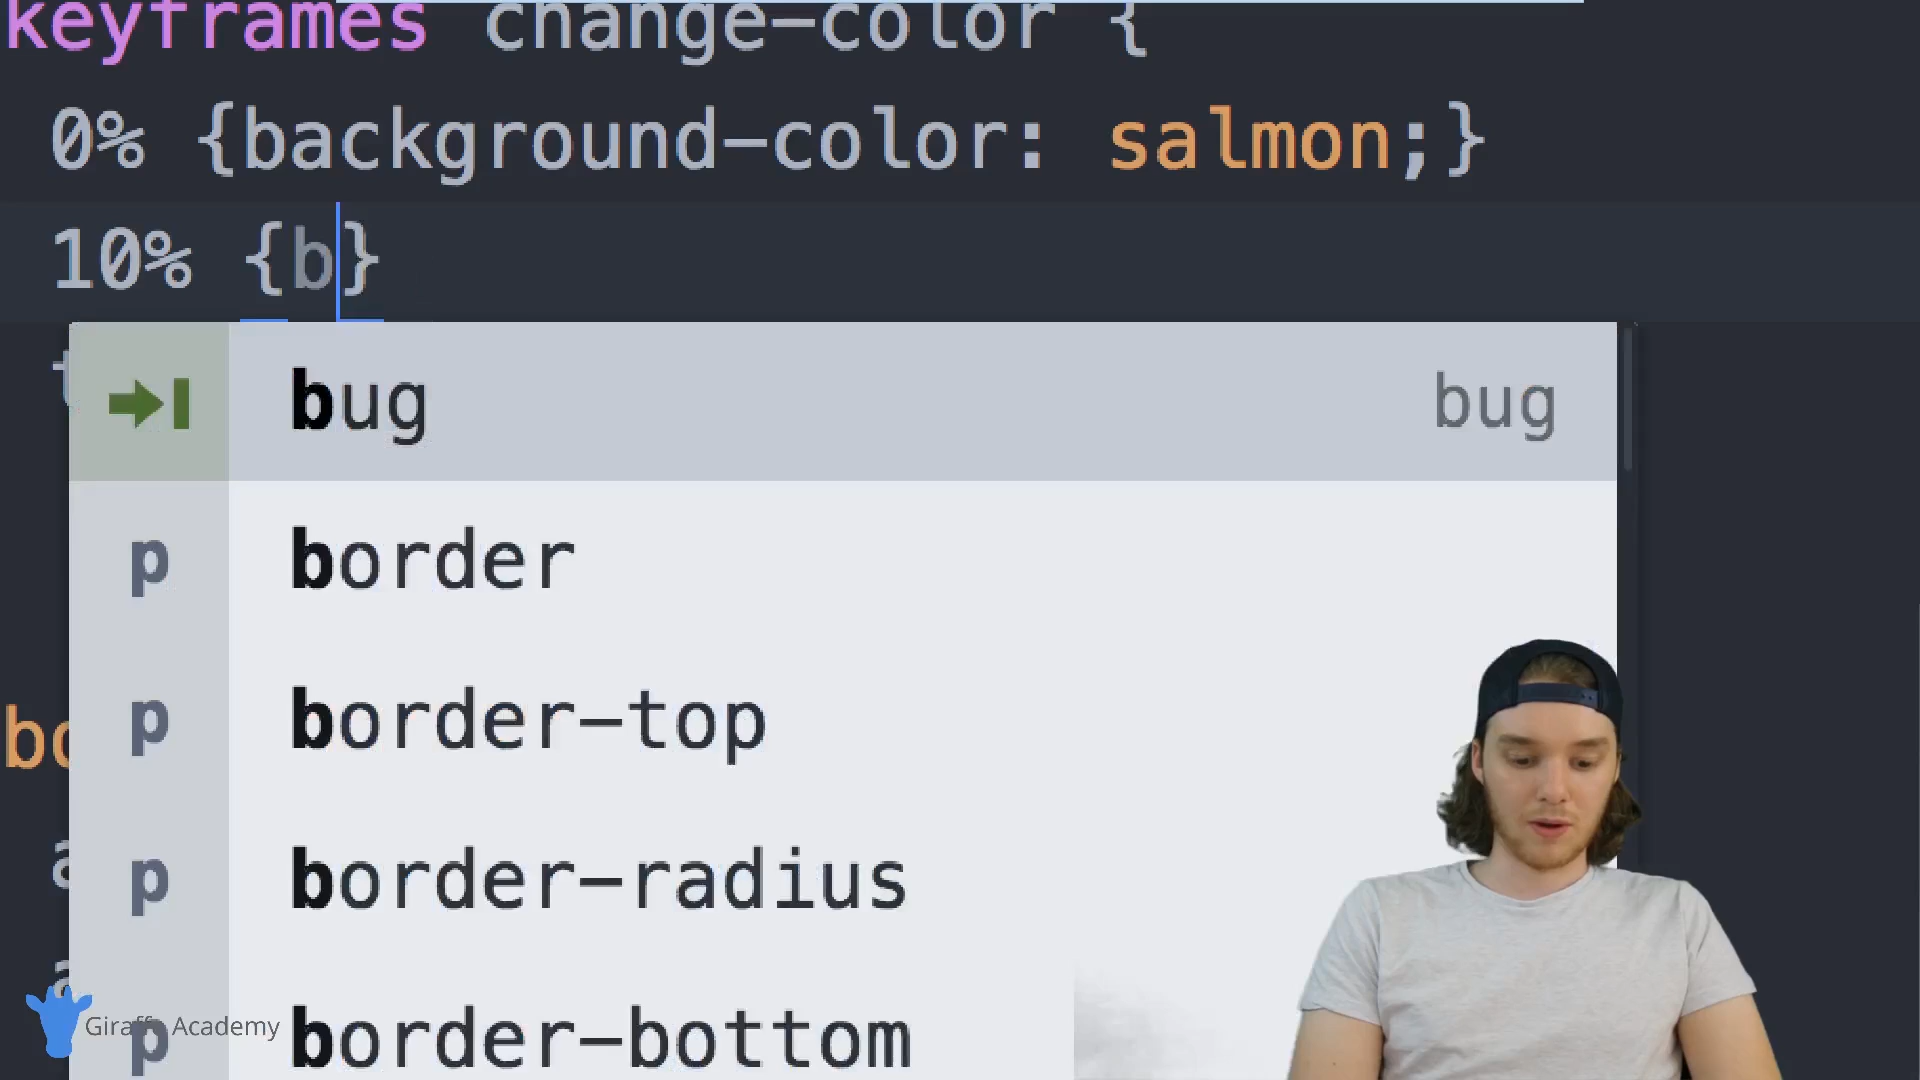 keyframes change-color {
0% {background-color: salmon;}
10% {b}
bug bug
p border
p border-top
p border-radius
p border-bottom
Giraffe Academy